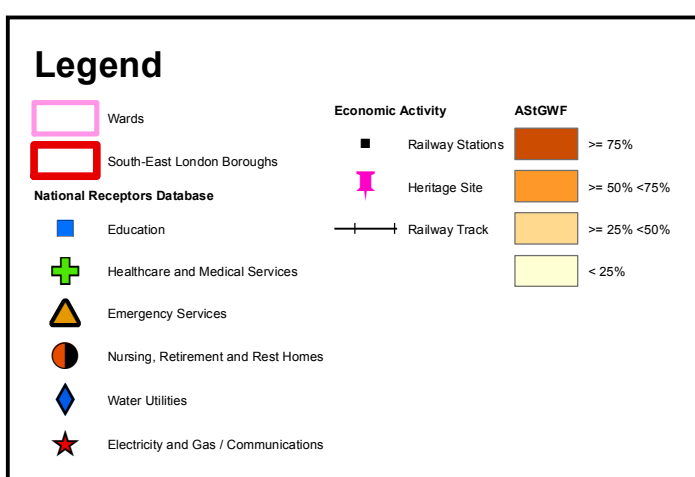 Legend
Wards
South-East London Boroughs
National Receptors Database
Education
Healthcare and Medical Services
Emergency Services
Nursing, Retirement and Rest Homes
Water Utilities
Electricity and Gas / Communications
Economic Activity
Railway Stations
Heritage Site
Railway Track
AStGWF
>= 75%
>= 50% <75%
>= 25% <50%
< 25%